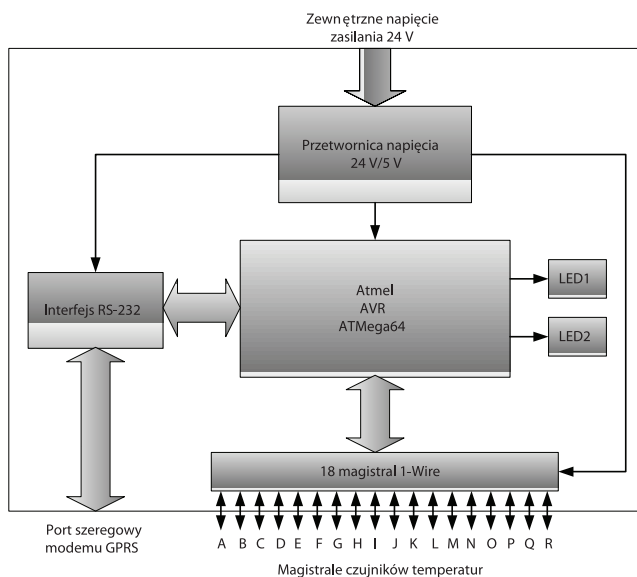 Zewnętrzne napięcie
zasilania 24 V
Przetwornica napięcia
24 V/5 V
Atmel
AVR
ATMega64
LED1
LED2
Interfejs RS-232
18 magistral 1-Wire
Port szeregowy
modemu GPRS
A B C D E F G H I J K L M N O P Q R
Magistrale czujników temperatur